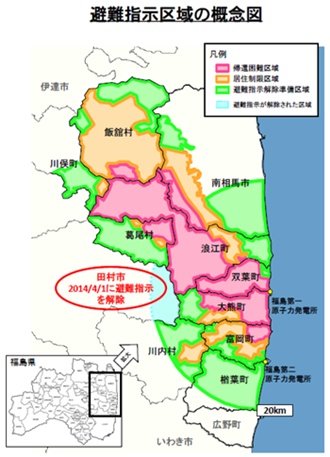 避難指示区域の概念図
凡例
帰還困難区域
居住制限区域
避難指示解除準備区域
避難指示が解除された区域
伊達市
飯舘村
川俣町
南相馬市
葛尾村
浪江町
双葉町
田村市
2014/4/1に避難指示
を解除
大熊町
福島第一
原子力発電所
富岡町
川内村
福島第二
原子力発電所
楢葉町
20km
広野町
いわき市
福島県
拡大